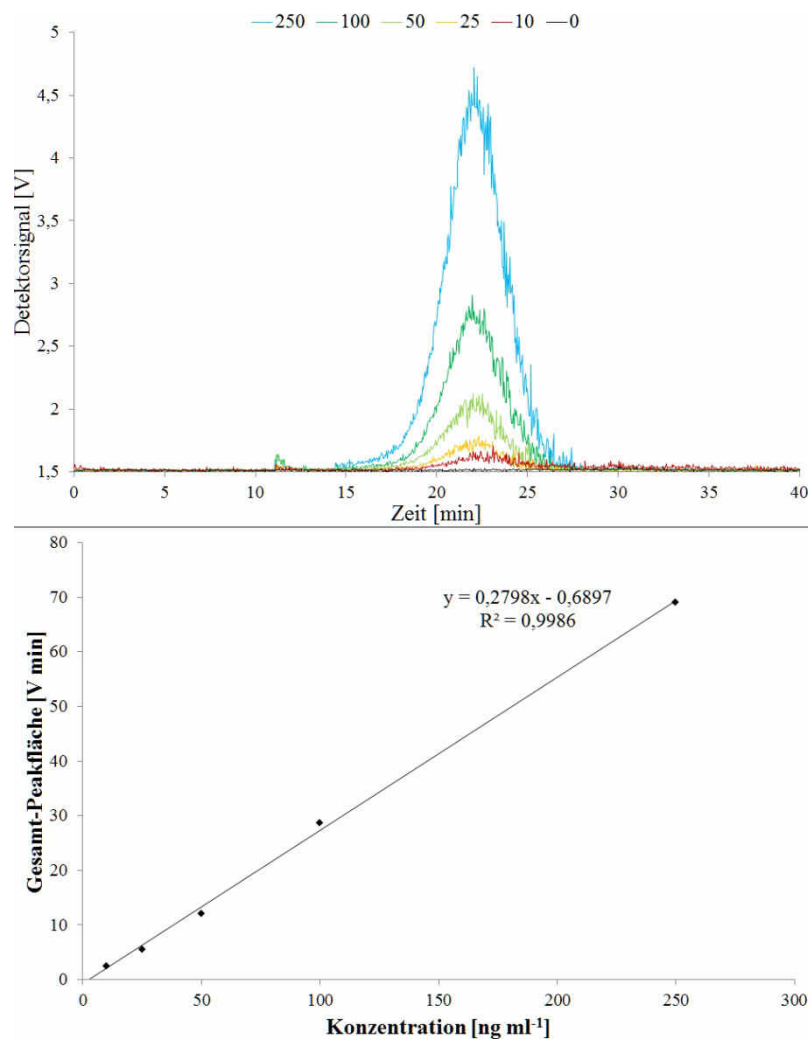 250 100 50 25 10 0
5
4,5
4
3,5
3
2,5
2
1,5
Detektorsignal [V]
0 5 10 15 20 25 30 35 40
Zeit [min]
80
70
60
50
40
30
20
10
0
Gesamt-Peakfläche [V min]
y = 0,2798x - 0,6897
R² = 0,9986
0 50 100 150 200 250 300
Konzentration [ng ml⁻¹]